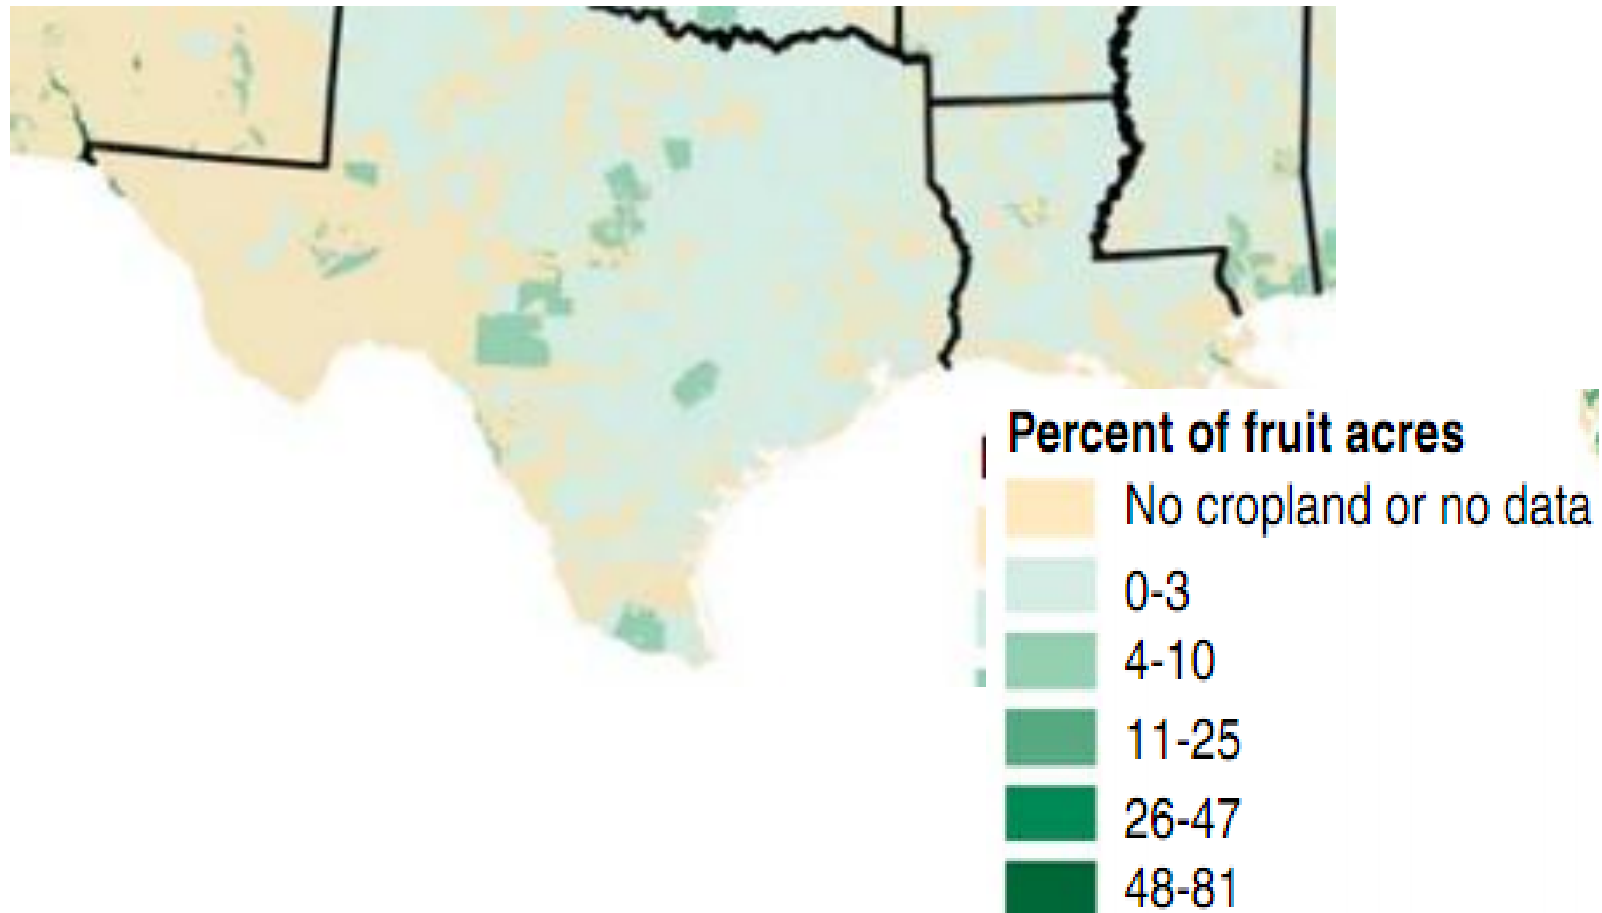 Percent of fruit acres
No cropland or no data
0-3
4-10
11-25
26-47
48-81